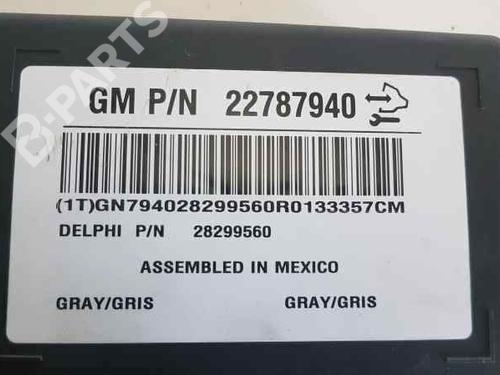 GM P/N 22787940
(1T)GN794028299560R0133357CM
DELPHI P/N 28299560
ASSEMBLED IN MEXICO
GRAY/GRIS GRAY/GRIS
B-PARTS